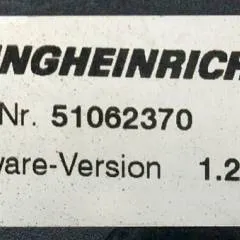 NGHEINRICH
Nr. 51062370
ware-Version 1.2